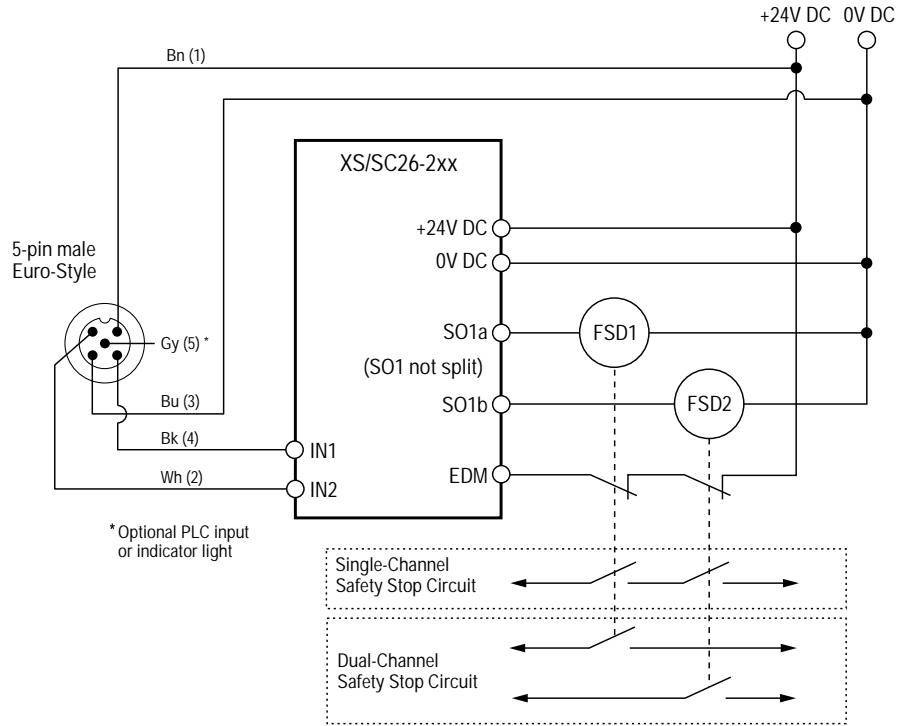 +24V DC 0V DC
Bn (1)
XS/SC26-2xx
+24V DC
0V DC
5-pin male
Euro-Style
SO1a
FSD1
Gy (5) *
(SO1 not split)
SO1b
FSD2
Bu (3)
Bk (4)
IN1
EDM
Wh (2)
IN2
* Optional PLC input
or indicator light
Single-Channel
Safety Stop Circuit
Dual-Channel
Safety Stop Circuit